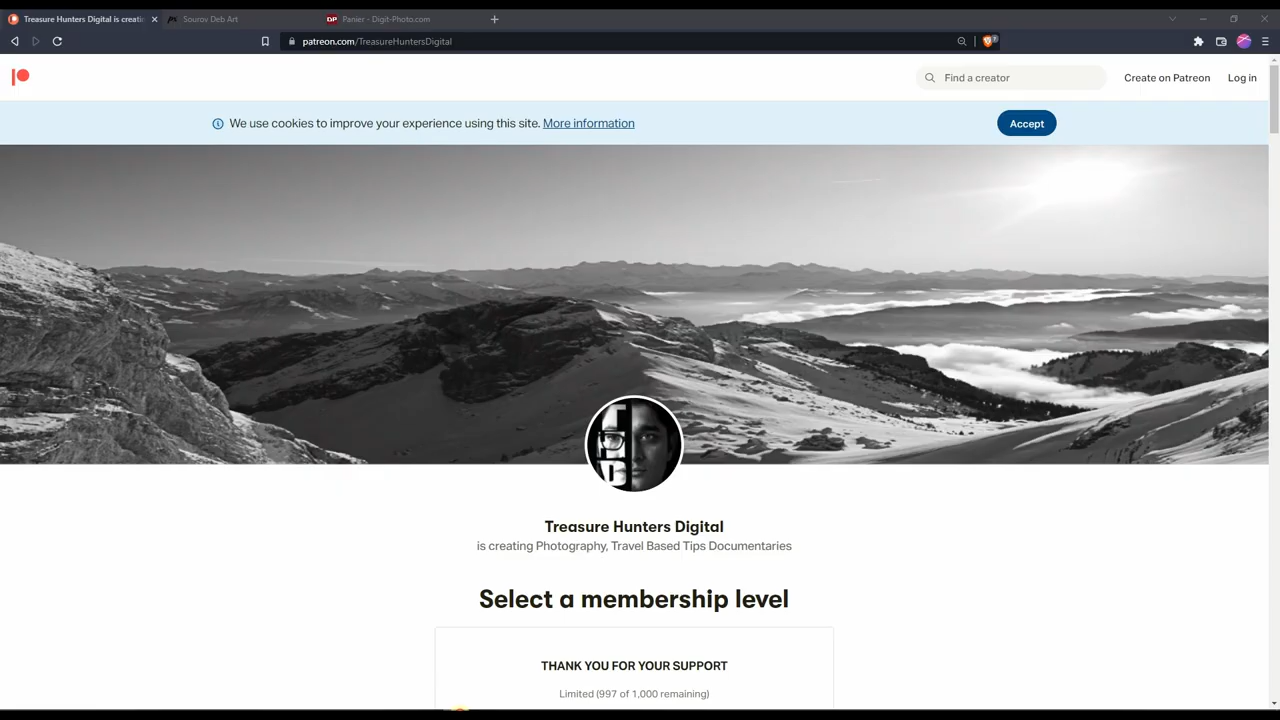 Treasure Hunters Digital is creati
Sourov Deb Art
DP Panier - Digit-Photo.com
patreon.com/TreasureHuntersDigital
Find a creator
Create on Patreon
Log in
We use cookies to improve your experience using this site. More information
Accept
Treasure Hunters Digital
is creating Photography, Travel Based Tips Documentaries
Select a membership level
THANK YOU FOR YOUR SUPPORT
Limited (997 of 1,000 remaining)